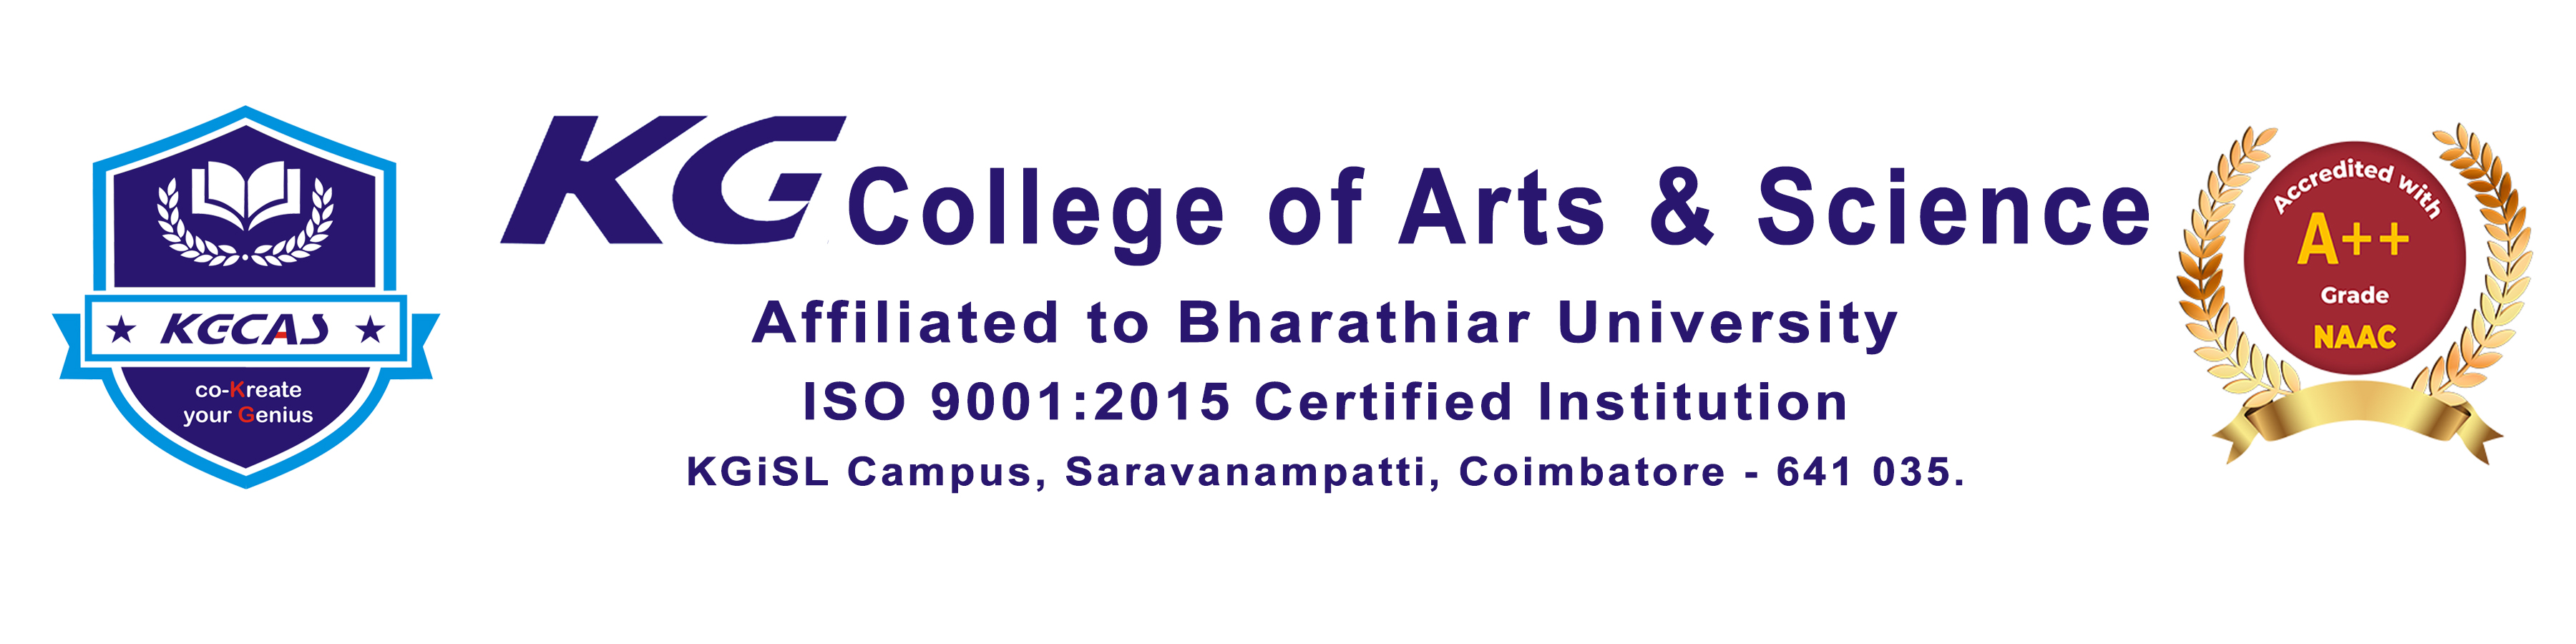 KGCAS
co-Kreate
your Genius
KG College of Arts & Science
Affiliated to Bharathiar University
ISO 9001:2015 Certified Institution
KGiSL Campus, Saravanampatti, Coimbatore - 641 035.
Accredited with
A++
Grade
NAAC